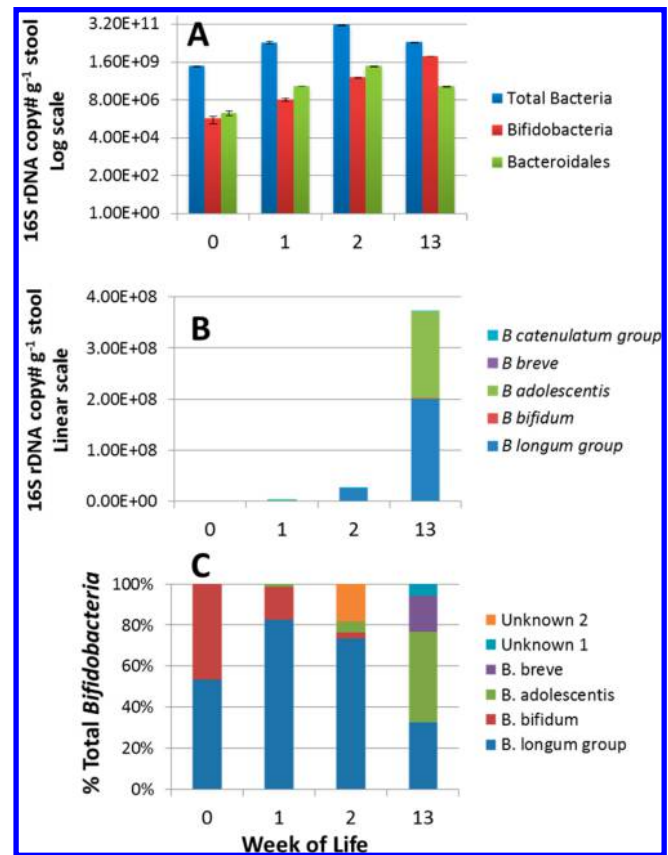 A
16S rDNA copy# g-1 stool
Log scale
3.20E+11
1.60E+09
8.00E+06
4.00E+04
2.00E+02
1.00E+00
0 1 2 13
Total Bacteria
Bifidobacteria
Bacteroidales
B
16S rDNA copy# g-1 stool
Linear scale
4.00E+08
3.00E+08
2.00E+08
1.00E+08
0.00E+00
0 1 2 13
B catenulatum group
B breve
B adolescentis
B bifidum
B longum group
C
% Total Bifidobacteria
100%
80%
60%
40%
20%
0%
0 1 2 13
Week of Life
Unknown 2
Unknown 1
B. breve
B. adolescentis
B. bifidum
B. longum group